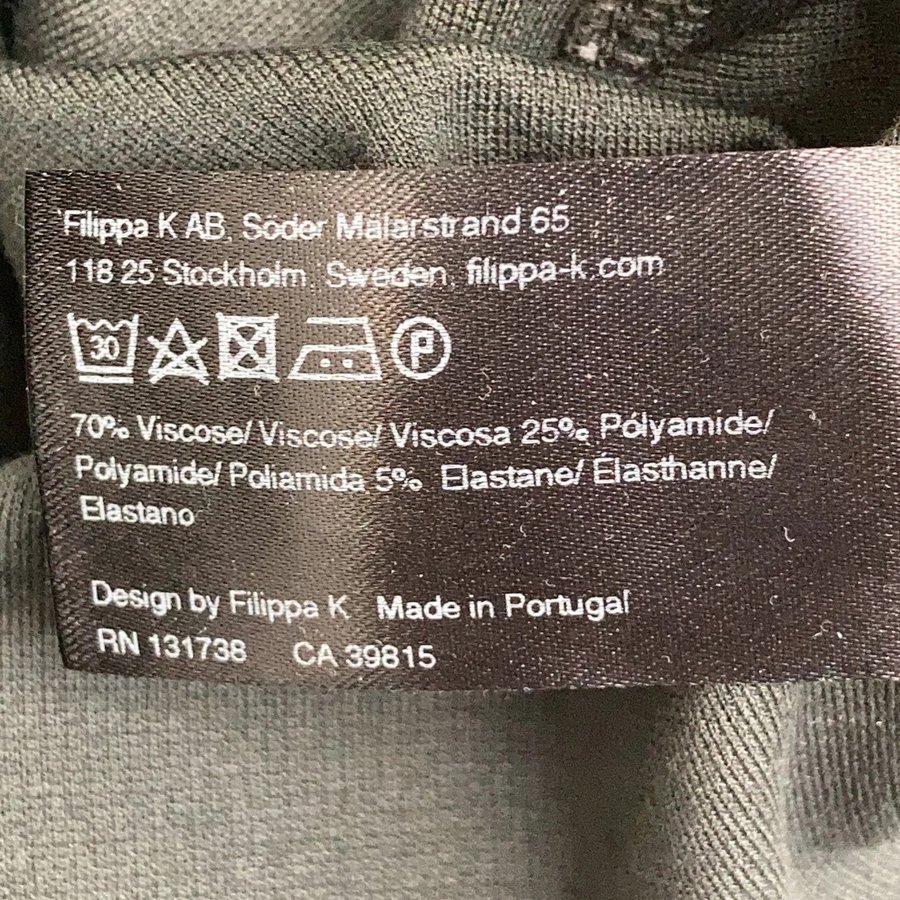 Filippa K AB, Söder Mälarstrand 65
118 25 Stockholm, Sweden, filippa-k.com
30 P
70% Viscose/ Viscose/ Viscosa 25% Polyamide/
Polyamide/ Poliamida 5% Elastane/ Élasthanne/
Elastano
Design by Filippa K Made in Portugal
RN 131738 CA 39815